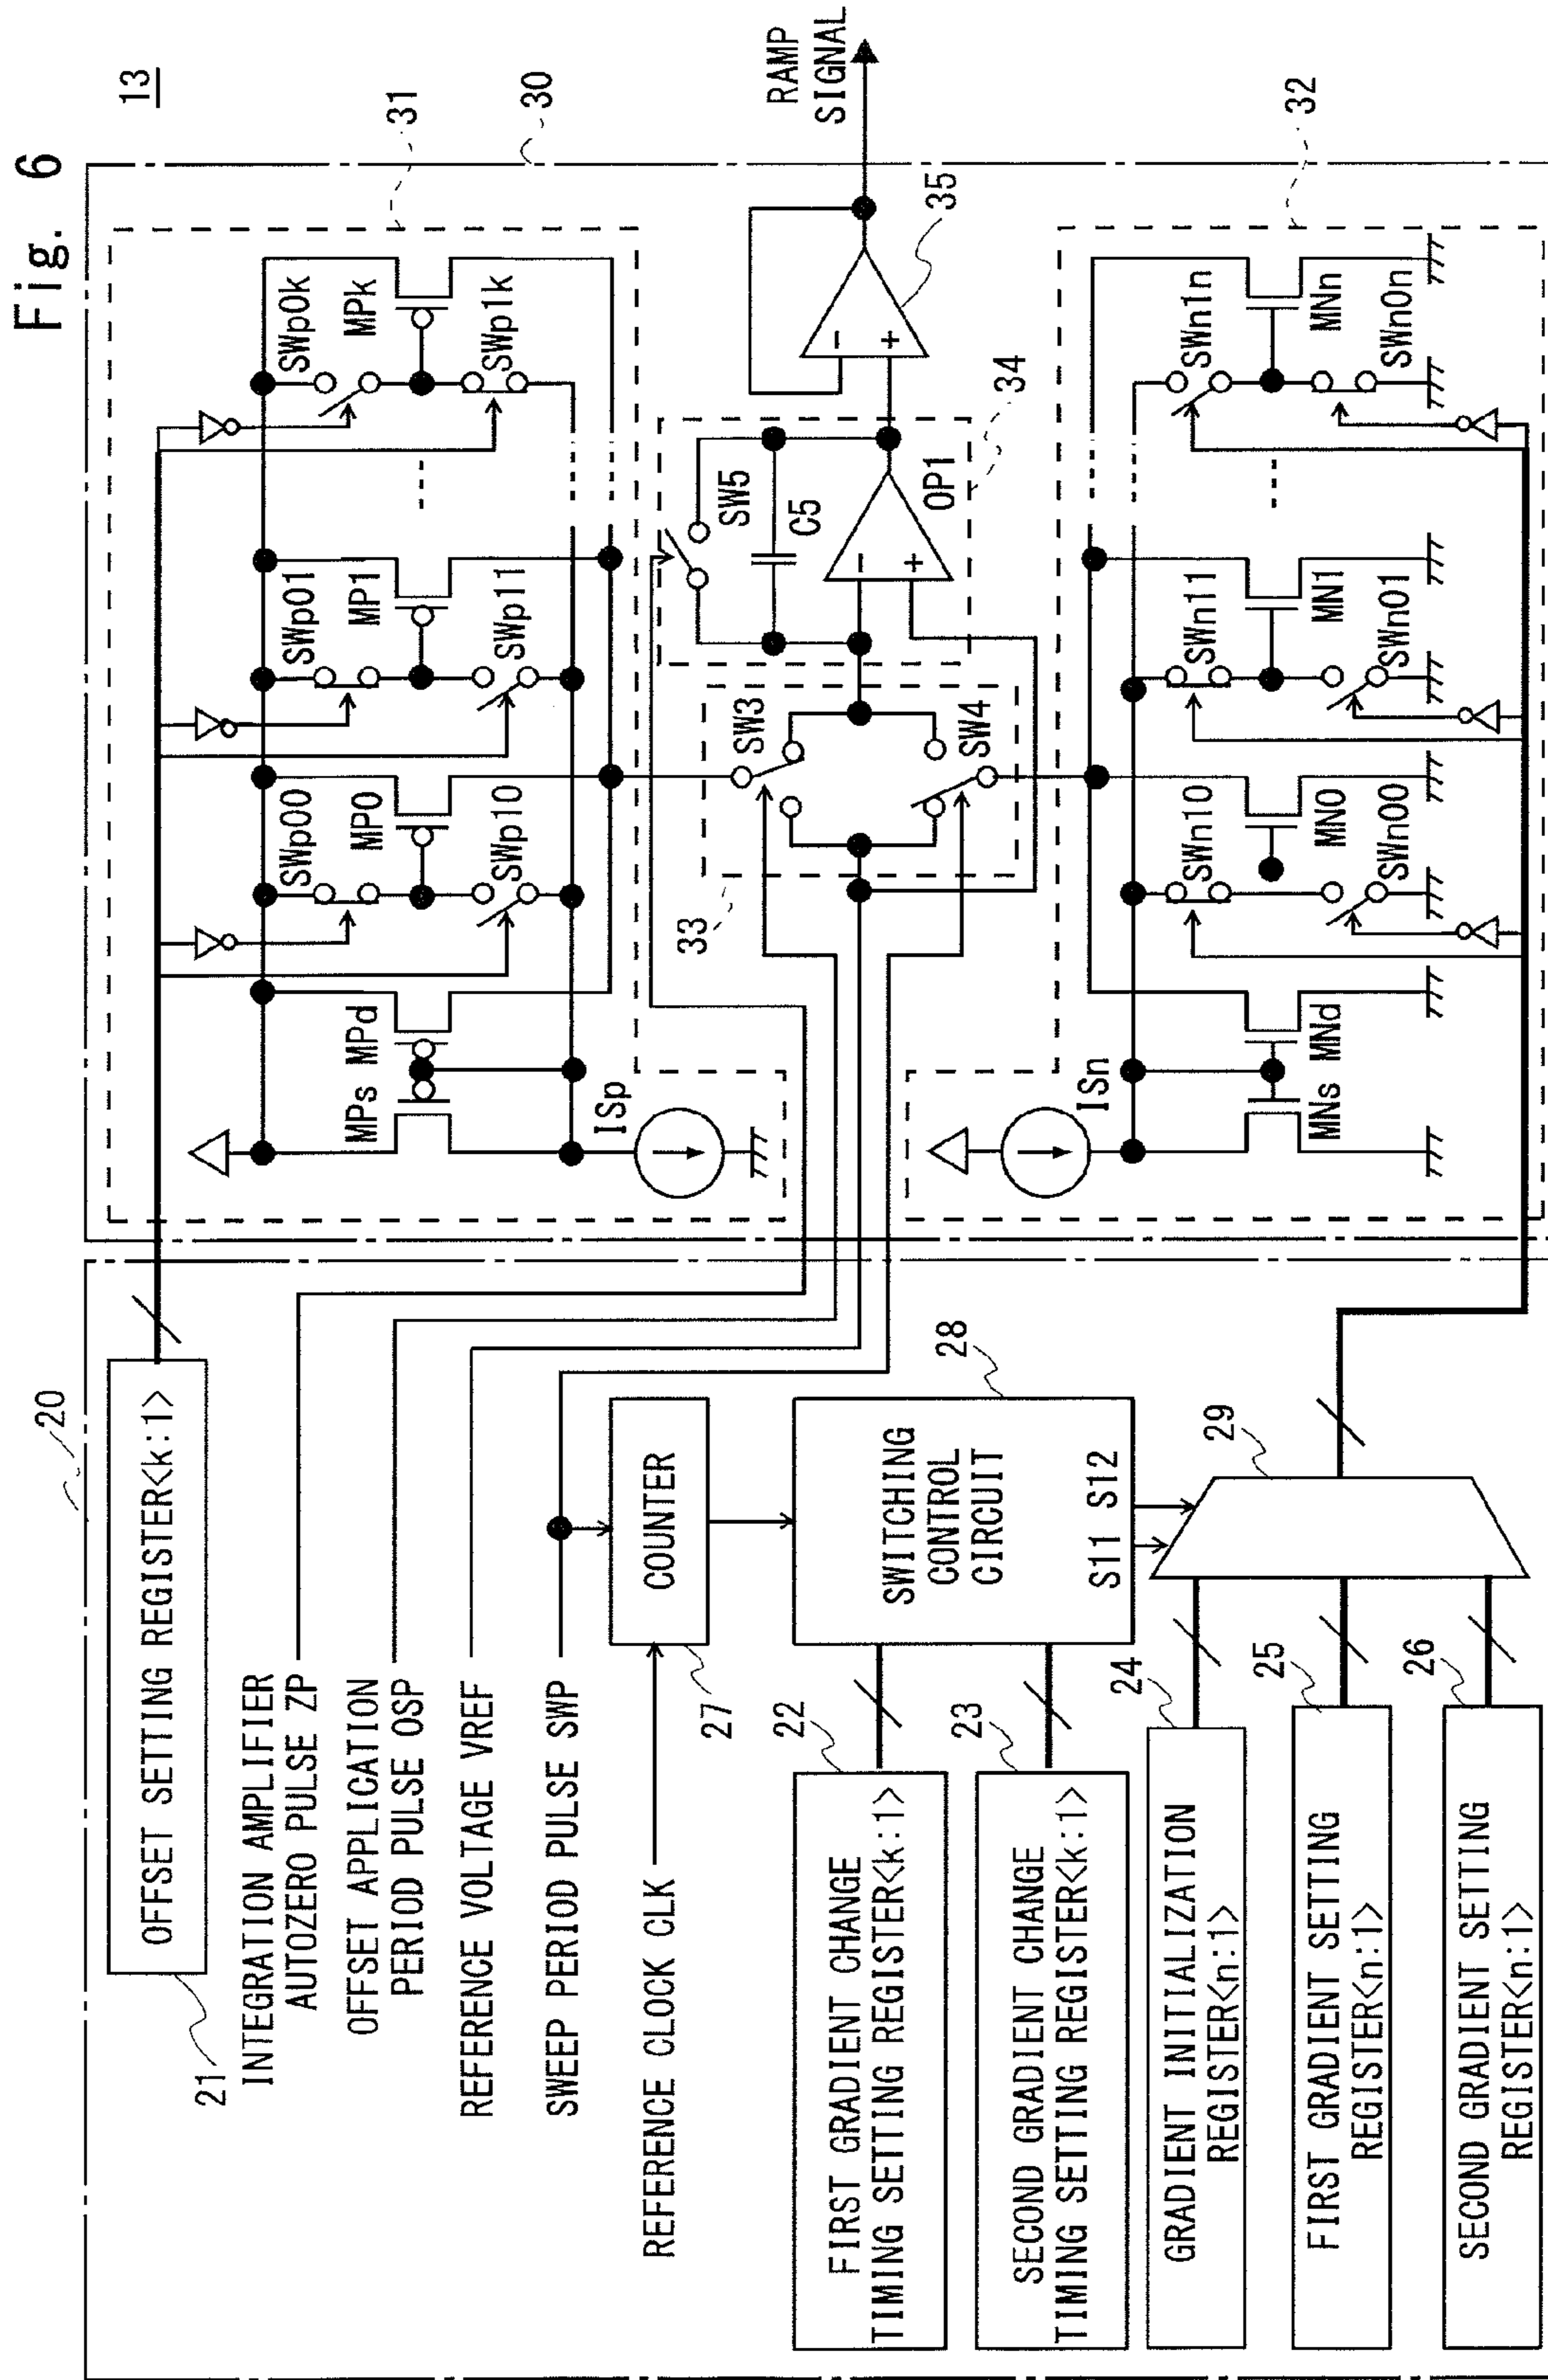 Fig. 6
13
20
OFFSET SETTING REGISTER<k:1>
21
INTEGRATION AMPLIFIER
AUTOZERO PULSE ZP
OFFSET APPLICATION
PERIOD PULSE OSP
REFERENCE VOLTAGE VREF
SWEEP PERIOD PULSE SWP
REFERENCE CLOCK CLK
COUNTER
27
FIRST GRADIENT CHANGE
TIMING SETTING REGISTER<k:1>
22
SECOND GRADIENT CHANGE
TIMING SETTING REGISTER<k:1>
23
SWITCHING
CONTROL
CIRCUIT
28
S11
S12
GRADIENT INITIALIZATION
REGISTER<n:1>
24
FIRST GRADIENT SETTING
REGISTER<n:1>
25
SECOND GRADIENT SETTING
REGISTER<n:1>
26
29
30
31
SWp00
SWp01
SWp0k
MPs
MPd
MP0
MP1
MPk
SWp10
SWp11
SWp1k
ISp
33
SW3
SW4
SW5
C5
OP1
-
+
34
-
+
35
RAMP
SIGNAL
32
ISn
SWn10
SWn11
SWn1n
MNs
MNd
MN0
MN1
MNn
SWn00
SWn01
SWn0n